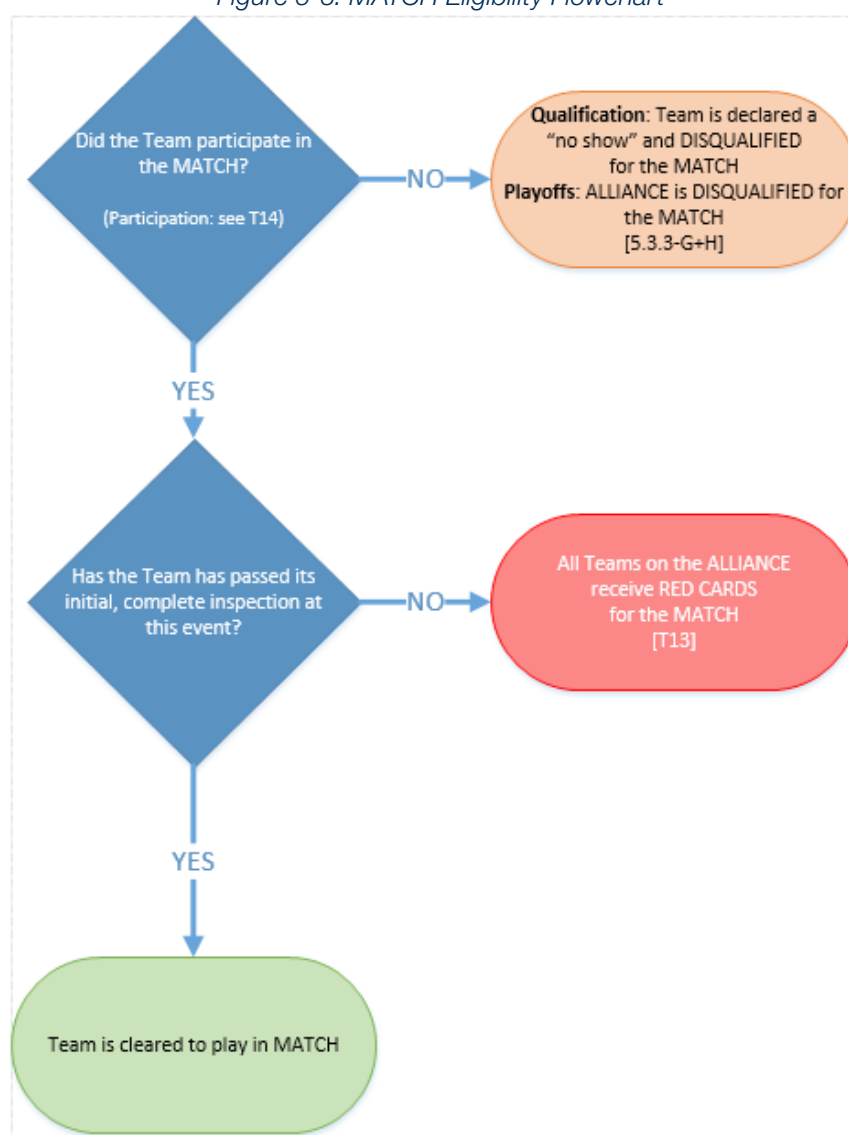 MATCH Eligibility Flowchart
Did the Team participate in
the MATCH?
(Participation: see T14)
NO
Qualification: Team is declared a
“no show” and DISQUALIFIED
for the MATCH
Playoffs: ALLIANCE is DISQUALIFIED for
the MATCH
[5.3.3-G+H]
YES
Has the Team has passed its
initial, complete inspection at
this event?
NO
All Teams on the ALLIANCE
receive RED CARDS
for the MATCH
[T13]
YES
Team is cleared to play in MATCH